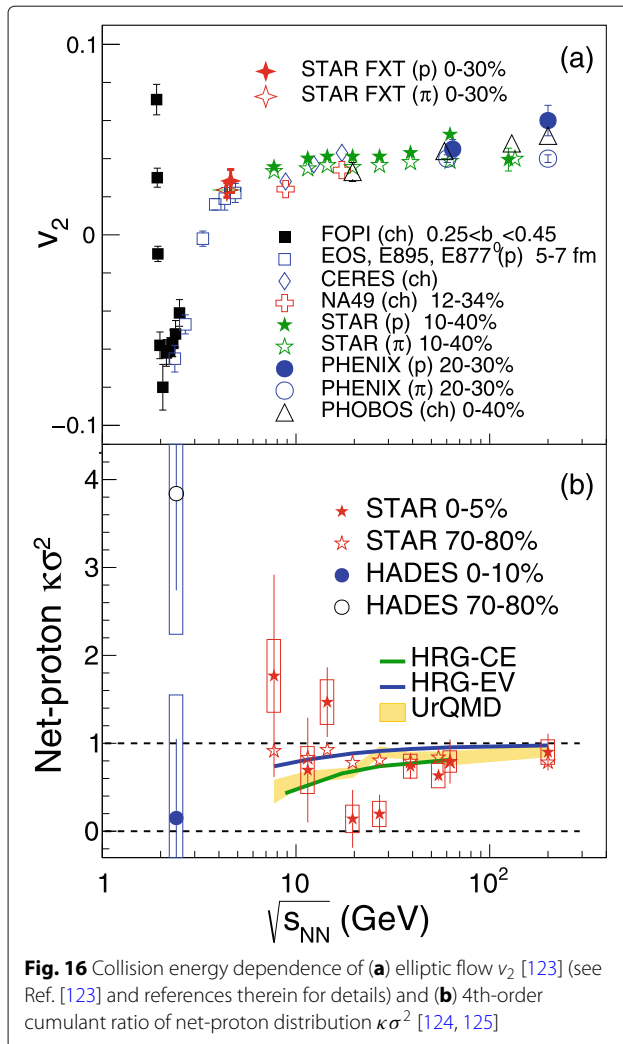 0.1
(a)
STAR FXT (p) 0-30%
STAR FXT (π) 0-30%
v₂
0
FOPI (ch) 0.25<b₀<0.45
EOS, E895, E877 (p) 5-7 fm
CERES (ch)
NA49 (ch) 12-34%
STAR (p) 10-40%
STAR (π) 10-40%
PHENIX (p) 20-30%
PHENIX (π) 20-30%
PHOBOS (ch) 0-40%
−0.1
4
(b)
STAR 0-5%
STAR 70-80%
HADES 0-10%
HADES 70-80%
Net-proton κσ²
2
HRG-CE
HRG-EV
UrQMD
1
0
1 10 10²
√sNN (GeV)
Fig. 16 Collision energy dependence of (a) elliptic flow v₂ [123] (see
Ref. [123] and references therein for details) and (b) 4th-order
cumulant ratio of net-proton distribution κσ² [124, 125]